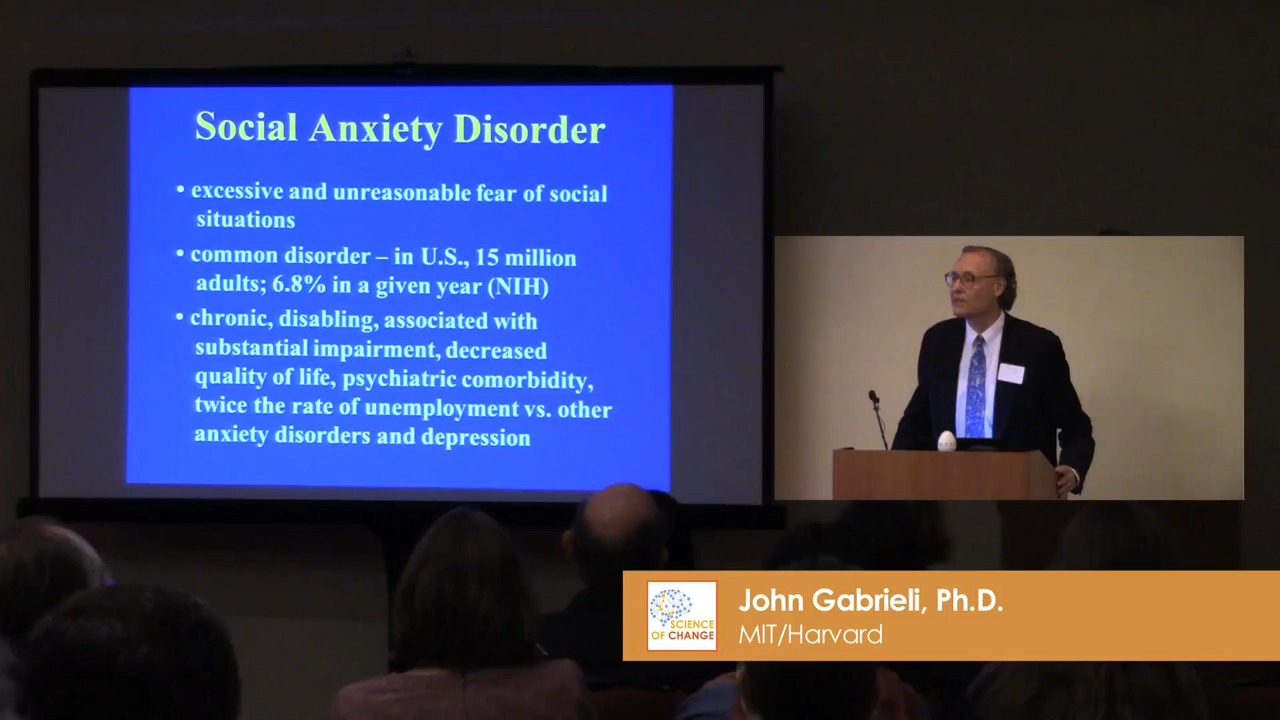 Social Anxiety Disorder
• excessive and unreasonable fear of social
situations
• common disorder – in U.S., 15 million
adults; 6.8% in a given year (NIH)
• chronic, disabling, associated with
substantial impairment, decreased
quality of life, psychiatric comorbidity,
twice the rate of unemployment vs. other
anxiety disorders and depression
John Gabrieli, Ph.D.
MIT/Harvard
SCIENCE
OF CHANGE